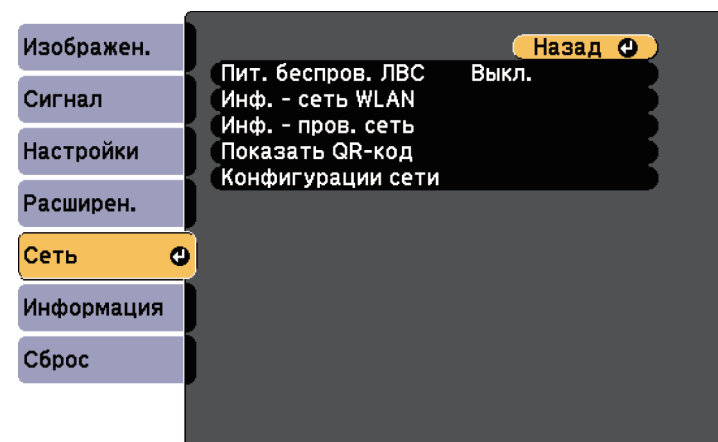 Изображен.
Сигнал
Настройки
Расширен.
Сеть
Информация
Сброс
Назад
Пит. беспров. ЛВС Выкл.
Инф. - сеть WLAN
Инф. - пров. сеть
Показать QR-код
Конфигурации сети